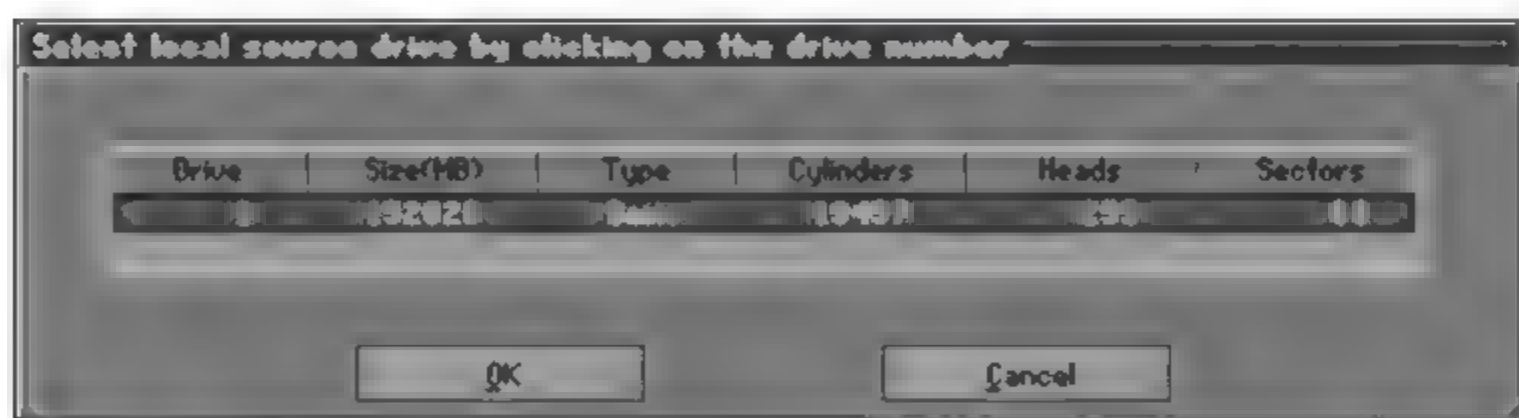 Select local source drive by clicking on the drive number
Drive Size(MB) Type Cylinders Heads Sectors
OK Cancel